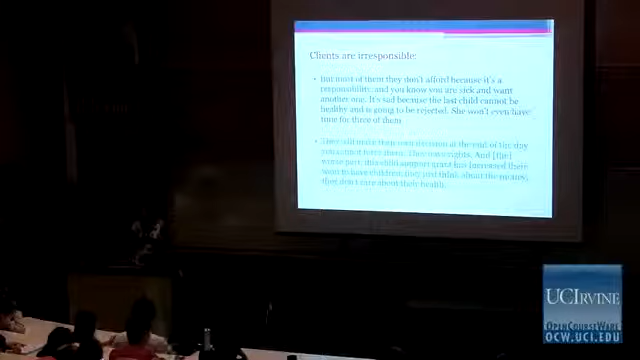 Clients are irresponsible:
• But most of them they don't afford because it's a
responsibility; and you know you are sick and want
another one. It's sad because the last child cannot be
healthy and is going to be rejected. She won't even have
time for three of them
• They still make their own decision at the end of the day
you cannot force them. They have rights. And [the]
worse part, this child support grant has increased their
want to have children; they just think about the money,
they don't care about their health.
UCIRVINE
OPENCOURSEWARE
OCW.UCI.EDU